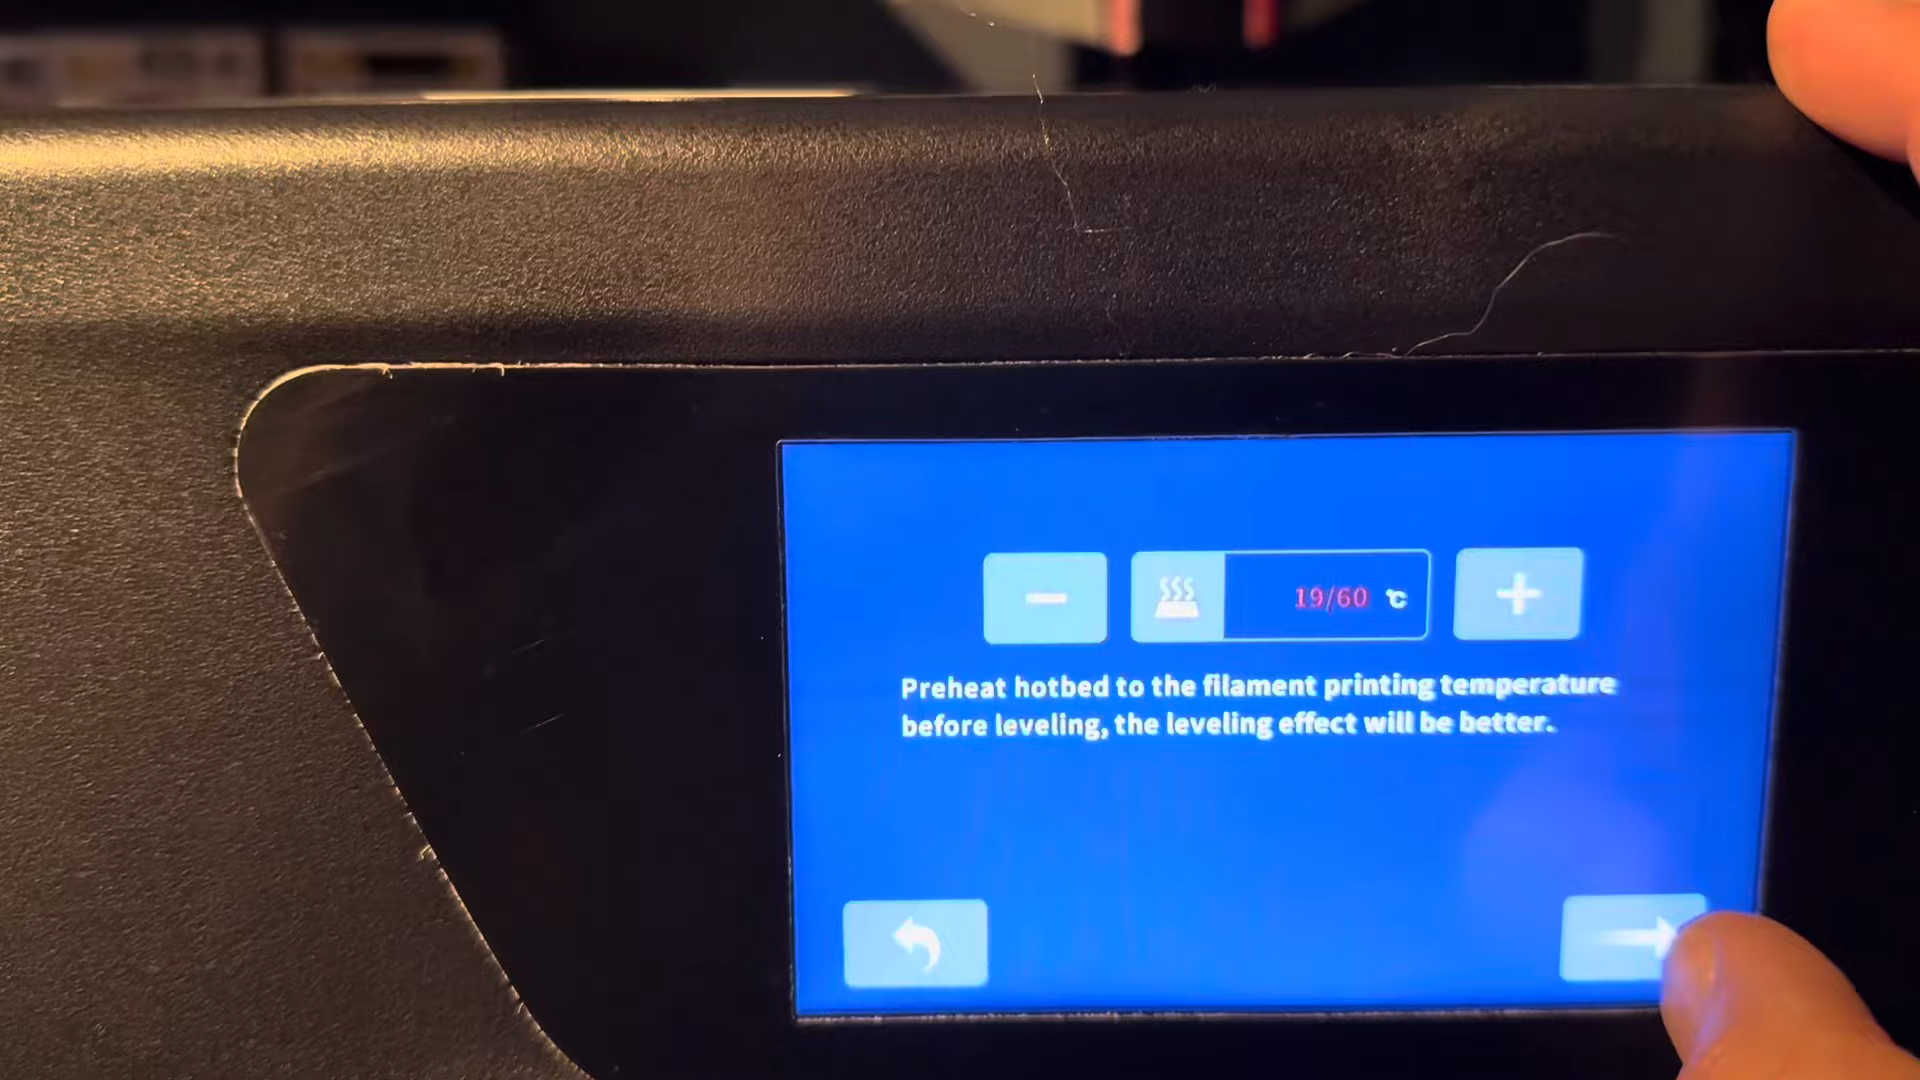 19/60 ℃
Preheat hotbed to the filament printing temperature
before leveling, the leveling effect will be better.